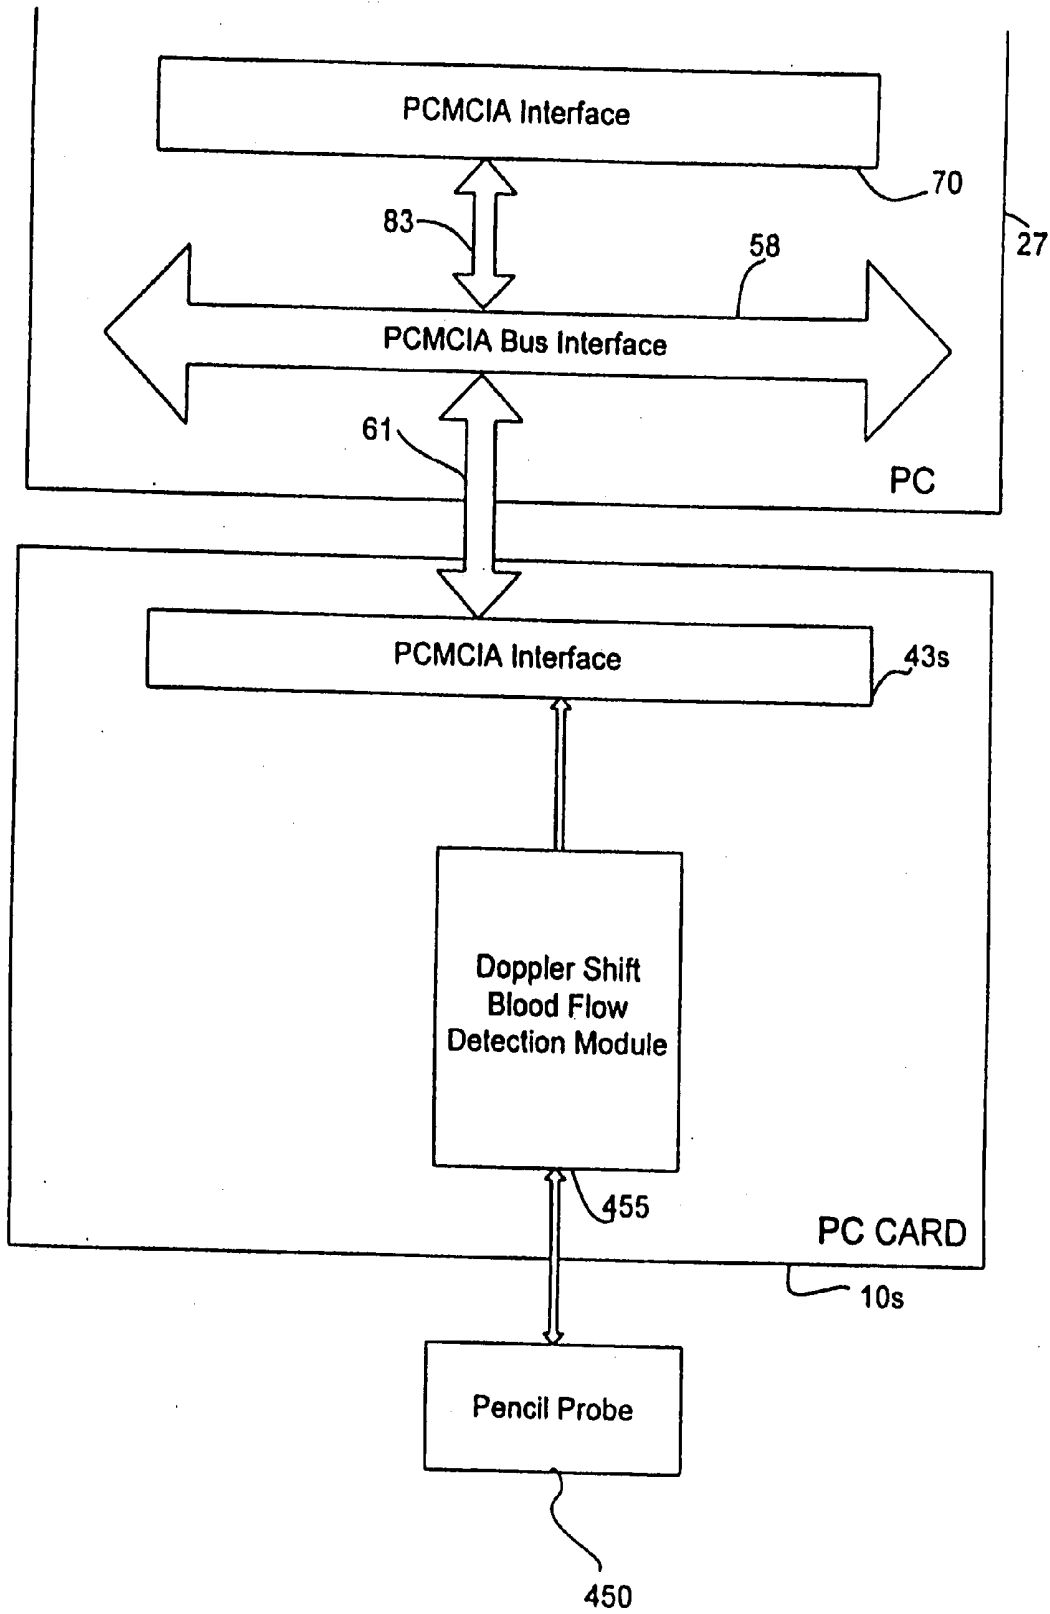 PCMCIA Interface
70
83
27
58
PCMCIA Bus Interface
61
PC
PCMCIA Interface
43s
Doppler Shift
Blood Flow
Detection Module
455
PC CARD
10s
Pencil Probe
450